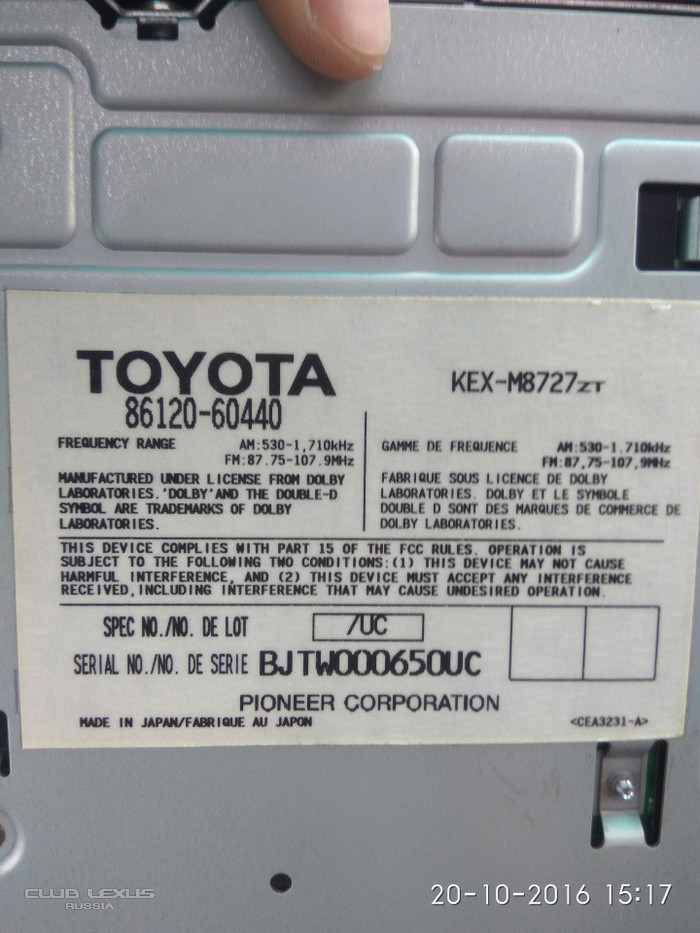 TOYOTA
86120-60440
KEX-M8727ZT
FREQUENCY RANGE AM:530-1,710kHz
FM:87.75-107.9MHz
MANUFACTURED UNDER LICENSE FROM DOLBY
LABORATORIES. 'DOLBY' AND THE DOUBLE-D
SYMBOL ARE TRADEMARKS OF DOLBY
LABORATORIES.
GAMME DE FREQUENCE AM:530-1.710kHz
FM:87,75-107,9MHz
FABRIQUE SOUS LICENCE DE DOLBY
LABORATORIES. DOLBY ET LE SYMBOLE
DOUBLE D SONT DES MARQUES DE COMMERCE DE
DOLBY LABORATORIES.
THIS DEVICE COMPLIES WITH PART 15 OF THE FCC RULES. OPERATION IS
SUBJECT TO THE FOLLOWING TWO CONDITIONS:(1) THIS DEVICE MAY NOT CAUSE
HARMFUL INTERFERENCE, AND (2) THIS DEVICE MUST ACCEPT ANY INTERFERENCE
RECEIVED,INCLUDING INTERFERENCE THAT MAY CAUSE UNDESIRED OPERATION.
SPEC NO./NO. DE LOT /UC
SERIAL NO./NO. DE SERIE BJTW000650UC
PIONEER CORPORATION
MADE IN JAPAN/FABRIQUE AU JAPON <CEA3231-A>
CLUB LEXUS
RUSSIA
20-10-2016 15:17